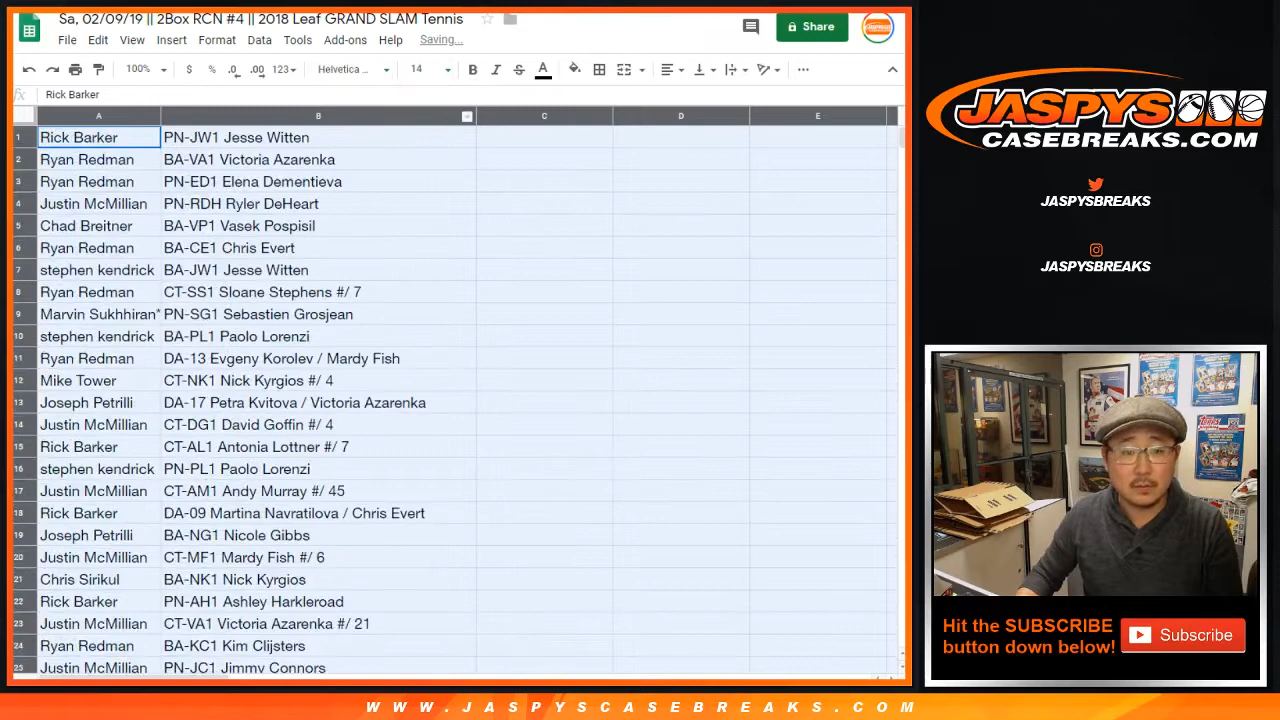 Sa, 02/09/19 || 2Box RCN #4 || 2018 Leaf GRAND SLAM Tennis
File Edit View Insert Format Data Tools Add-ons Help Saving...
Share
100% $ % .0 .00 123 Helvetica ... 14 B I S A
fx Rick Barker
A B C D E
1 Rick Barker PN-JW1 Jesse Witten
2 Ryan Redman BA-VA1 Victoria Azarenka
3 Ryan Redman PN-ED1 Elena Dementieva
4 Justin McMillian PN-RDH Ryler DeHeart
5 Chad Breitner BA-VP1 Vasek Pospisil
6 Ryan Redman BA-CE1 Chris Evert
7 stephen kendrick BA-JW1 Jesse Witten
8 Ryan Redman CT-SS1 Sloane Stephens #/ 7
9 Marvin Sukhhiran* PN-SG1 Sebastien Grosjean
10 stephen kendrick BA-PL1 Paolo Lorenzi
11 Ryan Redman DA-13 Evgeny Korolev / Mardy Fish
12 Mike Tower CT-NK1 Nick Kyrgios #/ 4
13 Joseph Petrilli DA-17 Petra Kvitova / Victoria Azarenka
14 Justin McMillian CT-DG1 David Goffin #/ 4
15 Rick Barker CT-AL1 Antonia Lottner #/ 7
16 stephen kendrick PN-PL1 Paolo Lorenzi
17 Justin McMillian CT-AM1 Andy Murray #/ 45
18 Rick Barker DA-09 Martina Navratilova / Chris Evert
19 Joseph Petrilli BA-NG1 Nicole Gibbs
20 Justin McMillian CT-MF1 Mardy Fish #/ 6
21 Chris Sirikul BA-NK1 Nick Kyrgios
22 Rick Barker PN-AH1 Ashley Harkleroad
23 Justin McMillian CT-VA1 Victoria Azarenka #/ 21
24 Ryan Redman BA-KC1 Kim Clijsters
25 Justin McMillian PN-JC1 Jimmy Connors
JASPYS
CASEBREAKS.COM
JASPYSBREAKS
JASPYSBREAKS
TOPPS
Hit the SUBSCRIBE
button down below!
Subscribe
WWW.JASPYSCASEBREAKS.COM